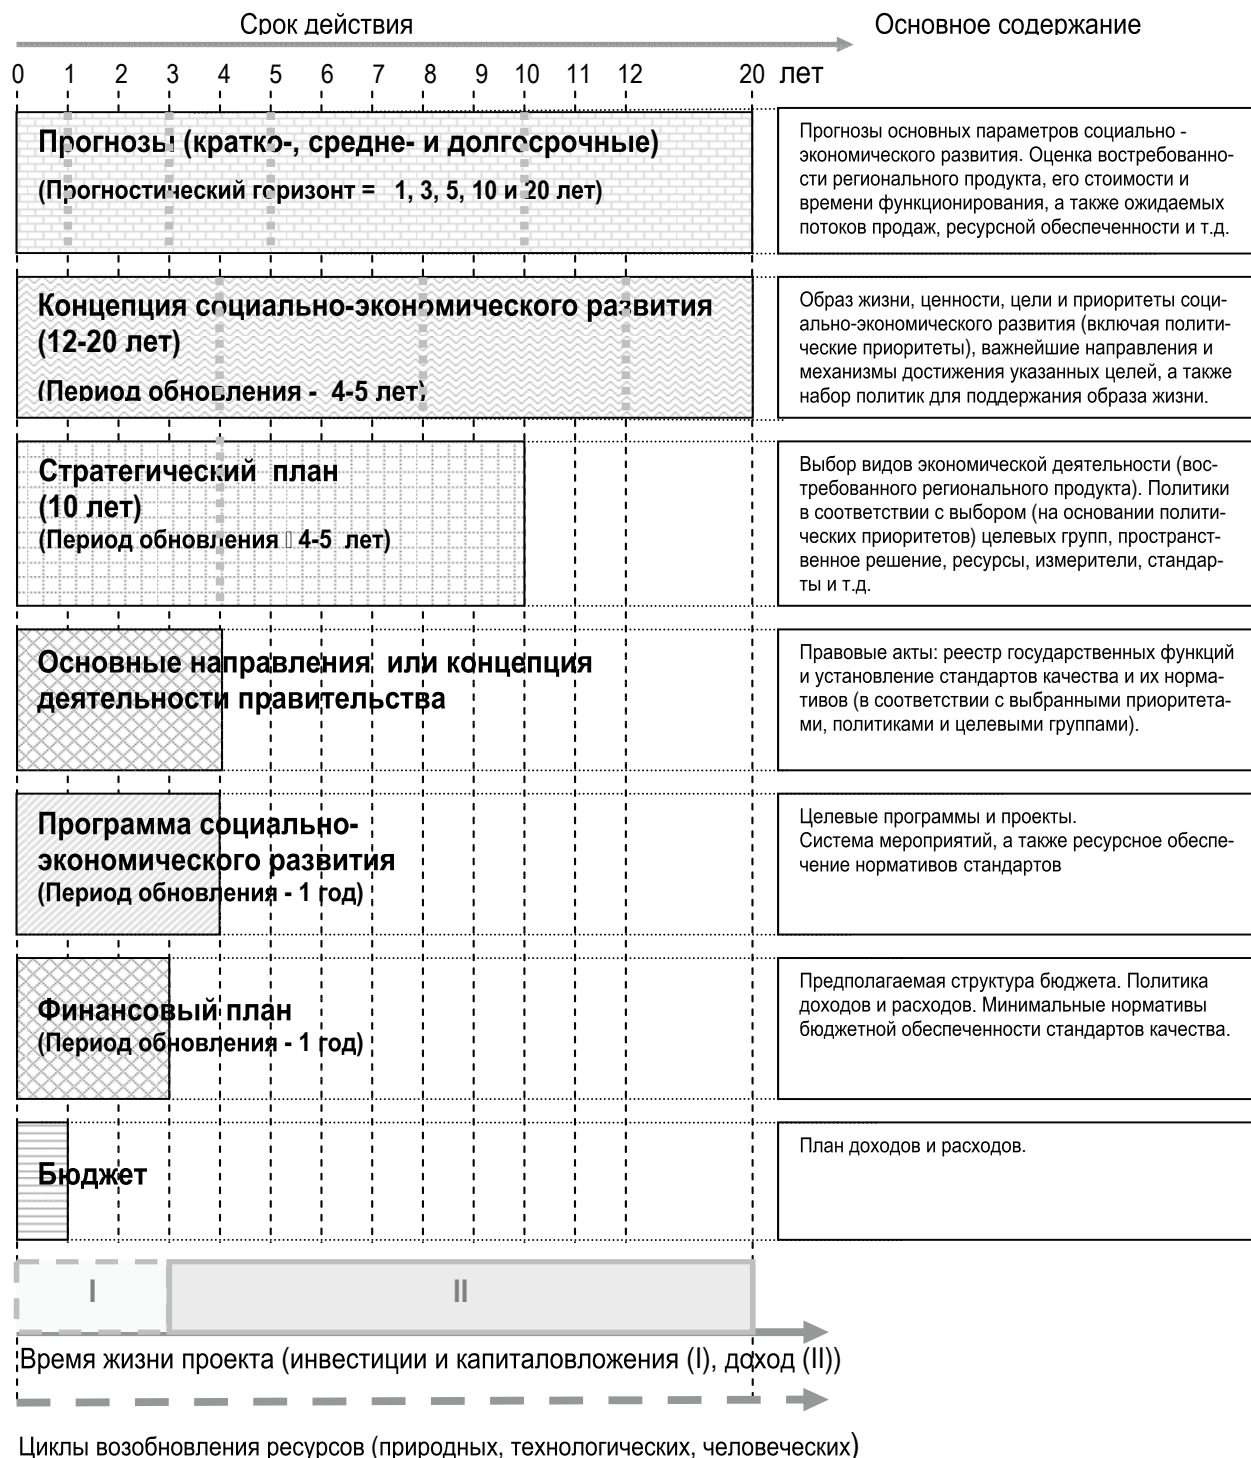 Срок действия
Основное содержание
0 1 2 3 4 5 6 7 8 9 10 11 12 20 лет
Прогнозы (кратко-, средне- и долгосрочные)
(Прогностический горизонт = 1, 3, 5, 10 и 20 лет)
Прогнозы основных параметров социально -
экономического развития. Оценка востребованно-
сти регионального продукта, его стоимости и
времени функционирования, а также ожидаемых
потоков продаж, ресурсной обеспеченности и т.д.
Концепция социально-экономического развития
(12-20 лет)
(Период обновления - 4-5 лет)
Образ жизни, ценности, цели и приоритеты соци-
ально-экономического развития (включая полити-
ческие приоритеты), важнейшие направления и
механизмы достижения указанных целей, а также
набор политик для поддержания образа жизни.
Стратегический план
(10 лет)
(Период обновления 4-5 лет)
Выбор видов экономической деятельности (вос-
требованного регионального продукта). Политики
в соответствии с выбором (на основании полити-
ческих приоритетов) целевых групп, пространст-
венное решение, ресурсы, измерители, стандар-
ты и т.д.
Основные направления или концепция
деятельности правительства
Правовые акты: реестр государственных функций
и установление стандартов качества и их норма-
тивов (в соответствии с выбранными приоритета-
ми, политиками и целевыми группами).
Программа социально-
экономического развития
(Период обновления - 1 год)
Целевые программы и проекты.
Система мероприятий, а также ресурсное обеспе-
чение нормативов стандартов
Финансовый план
(Период обновления - 1 год)
Предполагаемая структура бюджета. Политика
доходов и расходов. Минимальные нормативы
бюджетной обеспеченности стандартов качества.
Бюджет
План доходов и расходов.
I II
Время жизни проекта (инвестиции и капиталовложения (I), доход (II))
Циклы возобновления ресурсов (природных, технологических, человеческих)